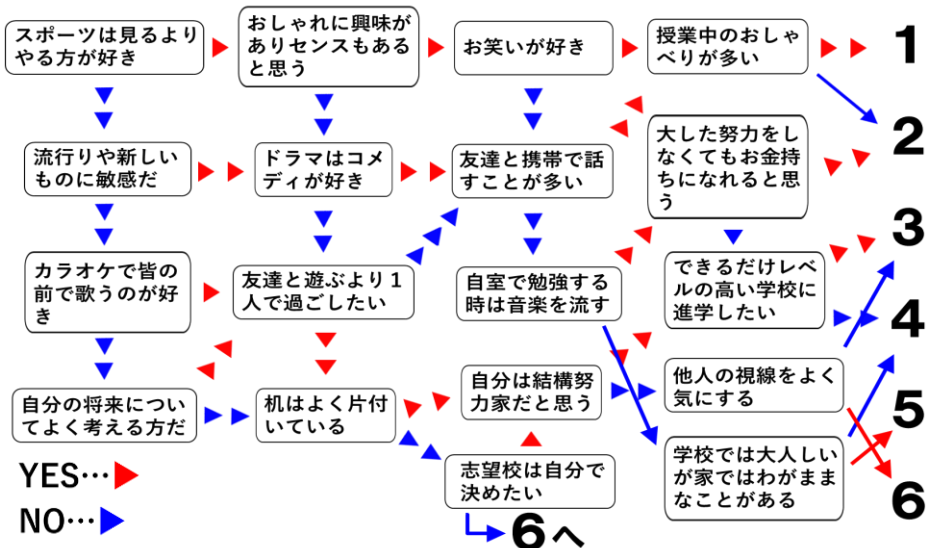 スポーツは見るより
やる方が好き
おしゃれに興味が
ありセンスもある
と思う
お笑いが好き
授業中のおしゃ
べりが多い
1
2
流行りや新しい
ものに敏感だ
ドラマはコメ
ディが好き
友達と携帯で話
すことが多い
大した努力をし
なくてもお金持
ちになれると思
う
3
カラオケで皆の
前で歌うのが好
き
友達と遊ぶより1
人で過ごしたい
自室で勉強する
時は音楽を流す
できるだけレベ
ルの高い学校に
進学したい
4
自分の将来につい
てよく考える方だ
机はよく片付
いている
自分は結構努
力家だと思う
他人の視線をよく
気にする
5
志望校は自分で
決めたい
学校では大人しい
が家ではわがまま
なことがある
6
YES…
NO…
6へ